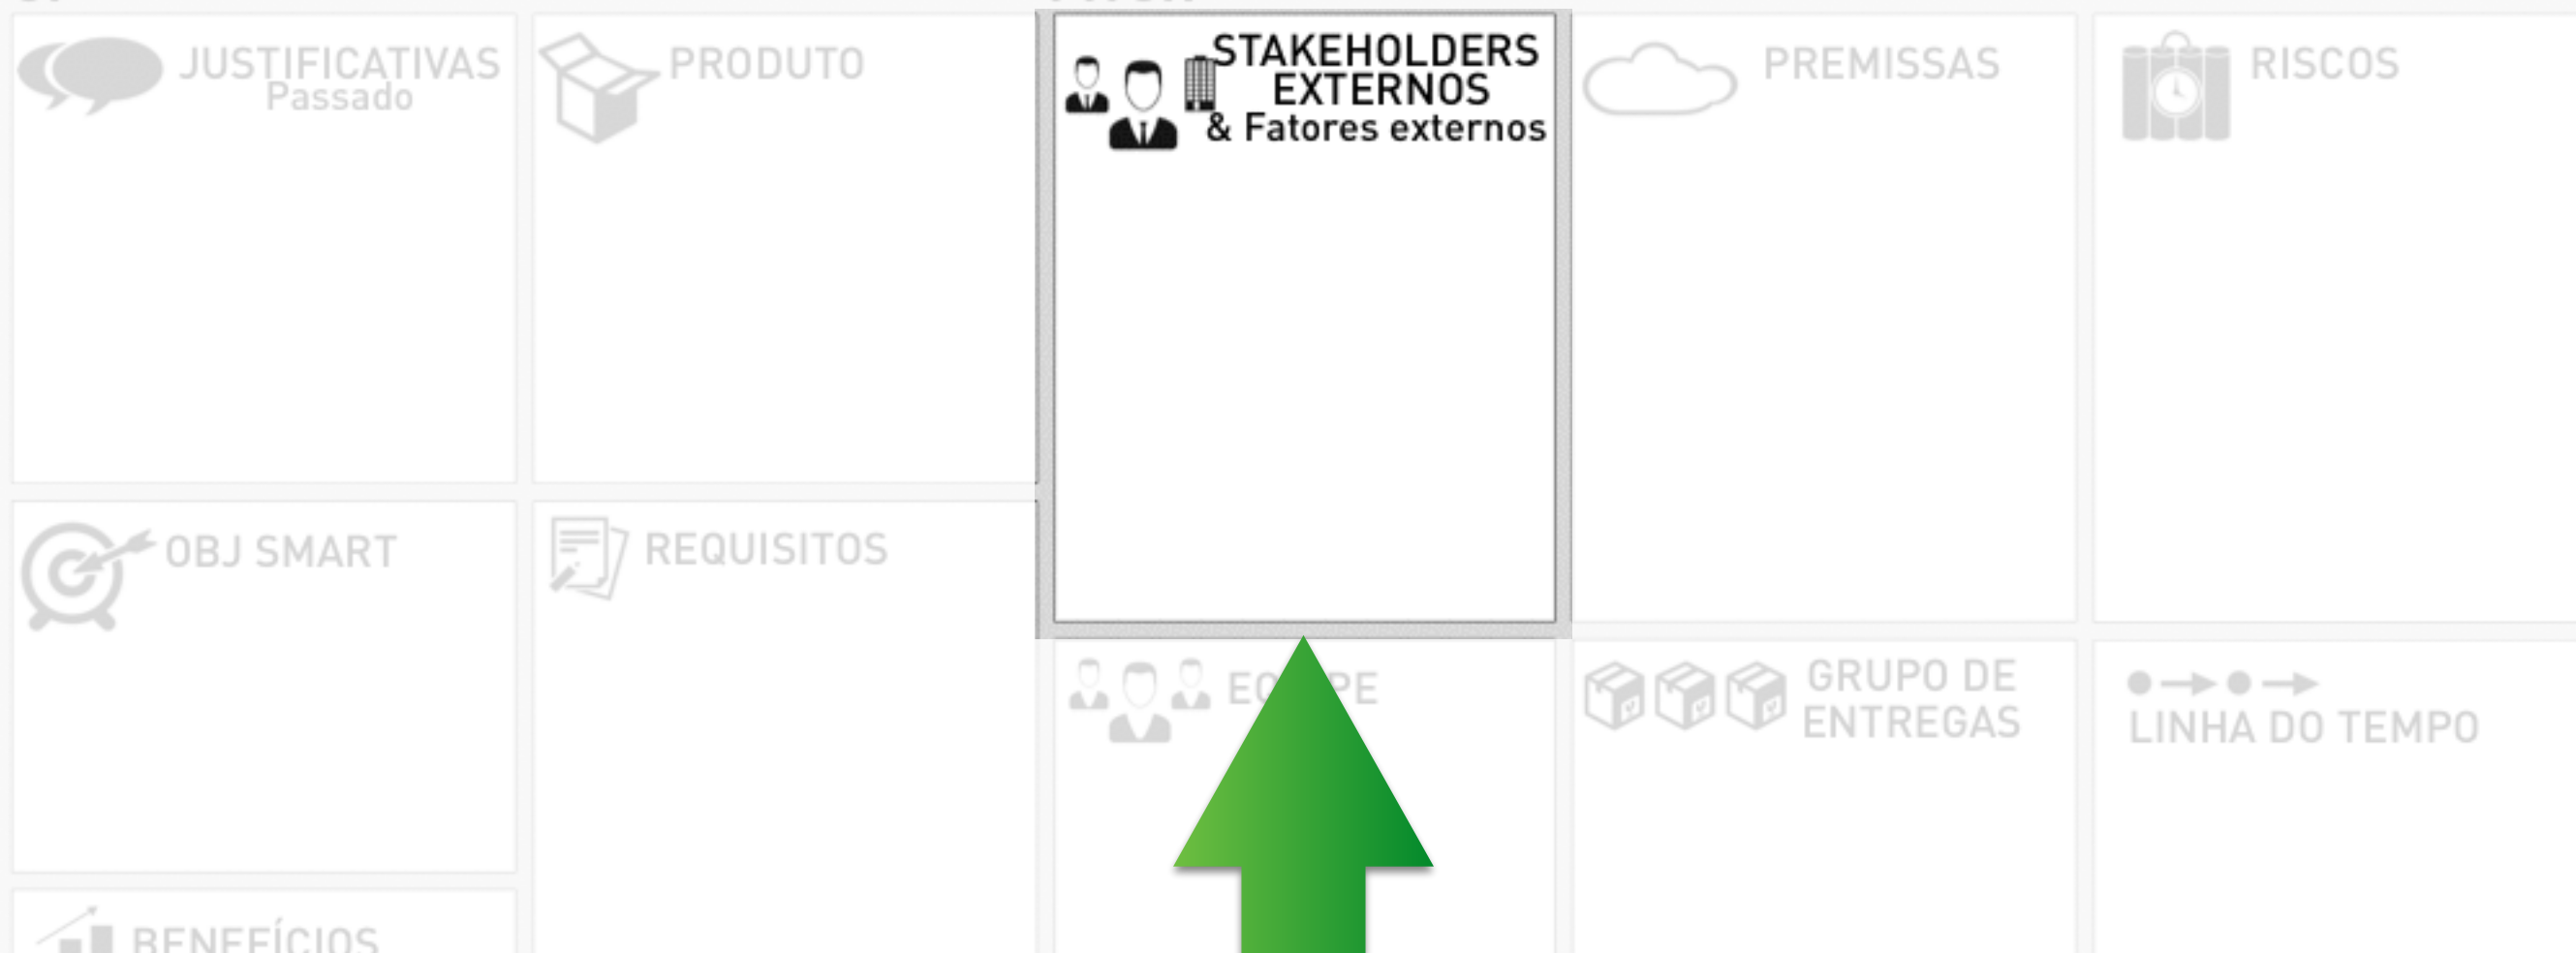 JUSTIFICATIVAS
Passado
PRODUTO
STAKEHOLDERS
EXTERNOS
& Fatores externos
PREMISSAS
RISCOS
OBJ SMART
REQUISITOS
GRUPO DE
ENTREGAS
LINHA DO TEMPO
BENEFÍCIOS